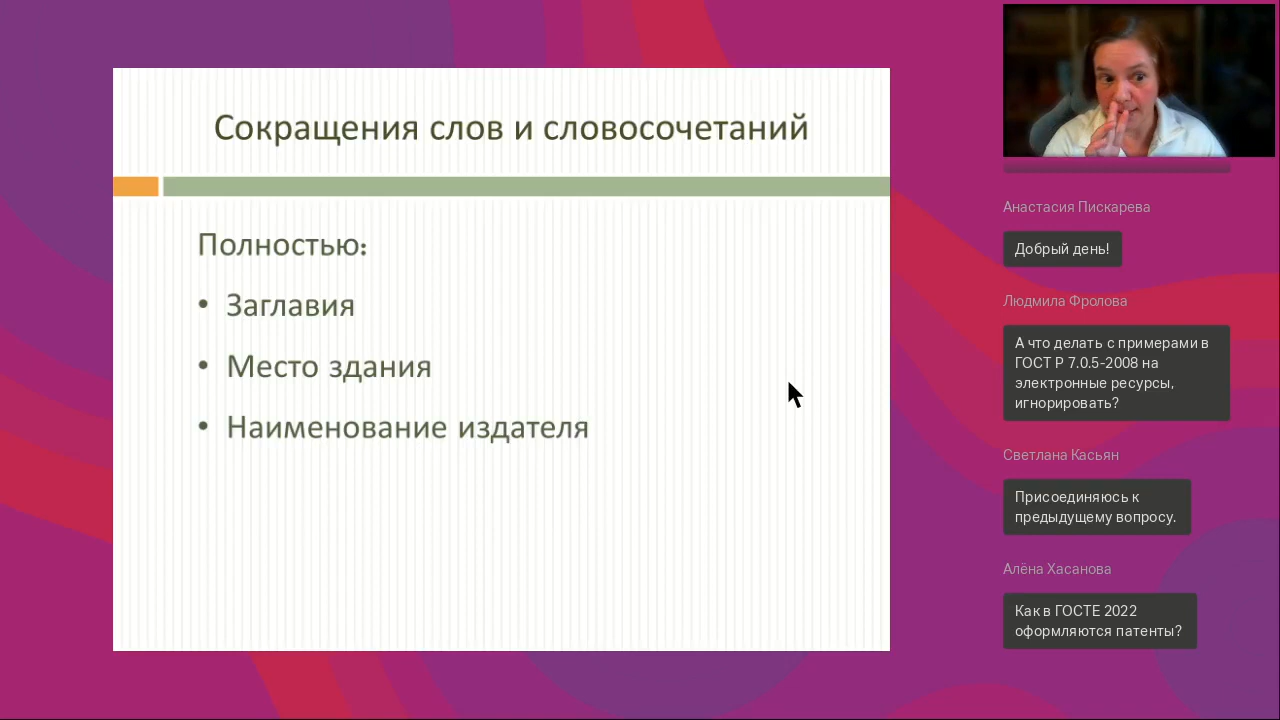 Сокращения слов и словосочетаний
Полностью:
• Заглавия
• Место здания
• Наименование издателя
Анастасия Пискарева
Добрый день!
Людмила Фролова
А что делать с примерами в
ГОСТ Р 7.0.5-2008 на
электронные ресурсы,
игнорировать?
Светлана Касьян
Присоединяюсь к
предыдущему вопросу.
Алёна Хасанова
Как в ГОСТЕ 2022
оформляются патенты?